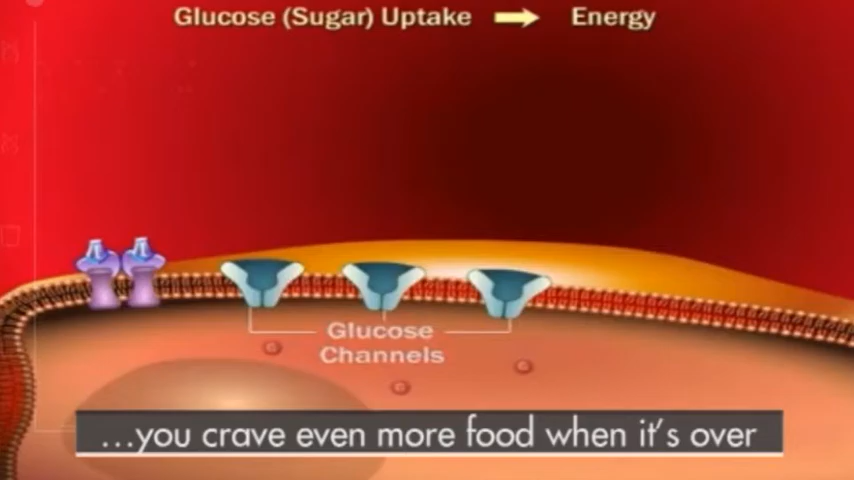 Glucose (Sugar) Uptake → Energy
Glucose
Channels
G
G
G
...you crave even more food when it's over